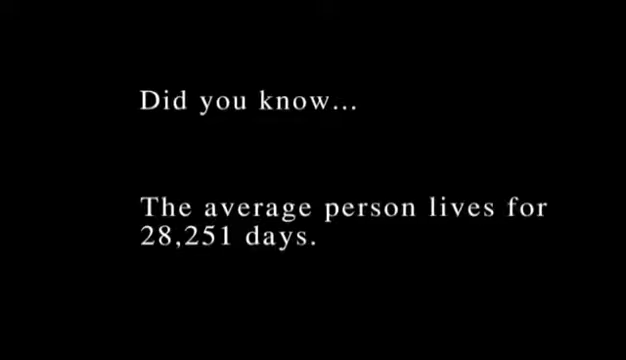 Did you know...
The average person lives for
28,251 days.